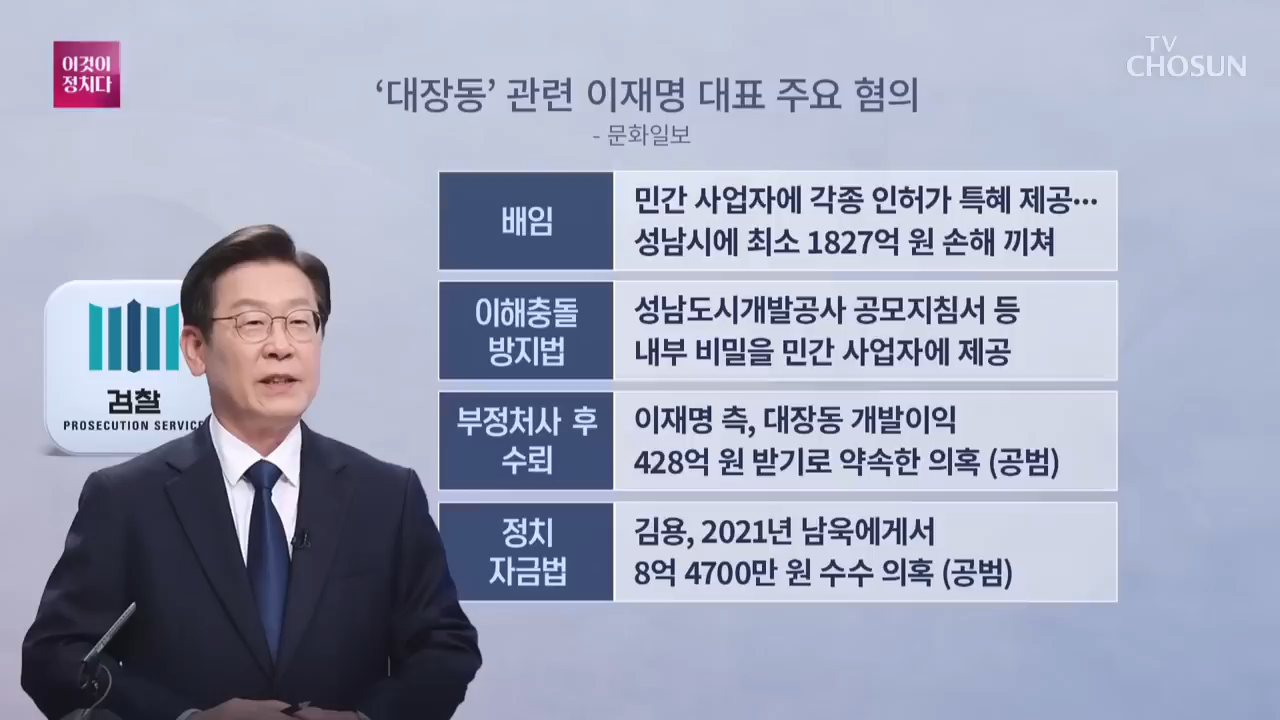 이것이
정치다
TV
CHOSUN
‘대장동’ 관련 이재명 대표 주요 혐의
- 문화일보
배임
민간 사업자에 각종 인허가 특혜 제공…
성남시에 최소 1827억 원 손해 끼쳐
이해충돌
방지법
성남도시개발공사 공모지침서 등
내부 비밀을 민간 사업자에 제공
부정처사 후
수뢰
이재명 측, 대장동 개발이익
428억 원 받기로 약속한 의혹 (공범)
정치
자금법
김용, 2021년 남욱에게서
8억 4700만 원 수수 의혹 (공범)
검찰
PROSECUTION SERVICE